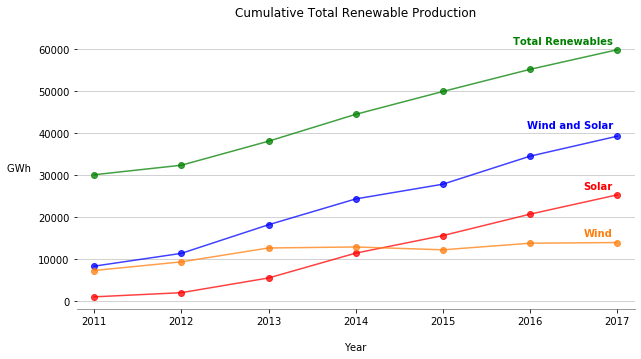 Cumulative Total Renewable Production
Total Renewables
60000
50000
Wind and Solar
40000
GWh
30000
Solar
20000
Wind
10000
0
2011 2012 2013 2014 2015 2016 2017
Year